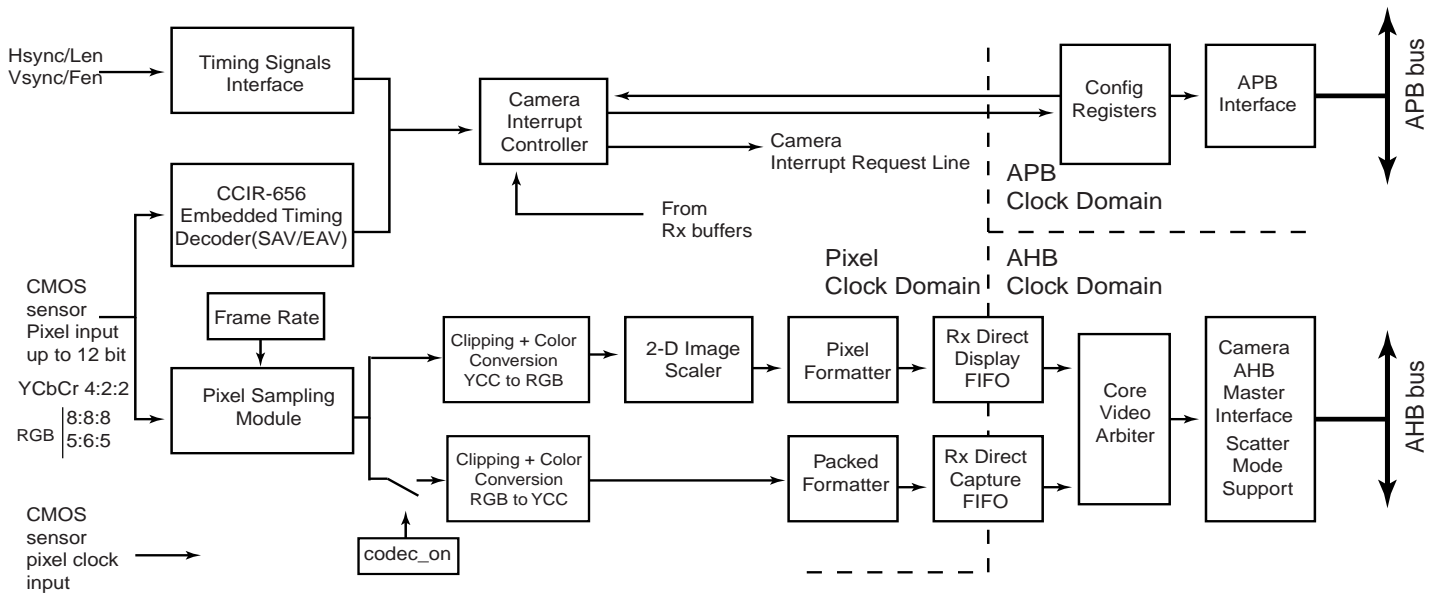 Hsync/Len
Vsync/Fen
Timing Signals
Interface
CCIR-656
Embedded Timing
Decoder(SAV/EAV)
Camera
Interrupt
Controller
Camera
Interrupt Request Line
From
Rx buffers
Config
Registers
APB
Interface
APB bus
APB
Clock Domain
Pixel
Clock Domain
AHB
Clock Domain
CMOS
sensor
Pixel input
up to 12 bit
YCbCr 4:2:2
RGB
8:8:8
5:6:5
Frame Rate
Pixel Sampling
Module
Clipping + Color
Conversion
YCC to RGB
2-D Image
Scaler
Pixel
Formatter
Rx Direct
Display
FIFO
Core
Video
Arbiter
Camera
AHB
Master
Interface
Scatter
Mode
Support
AHB bus
Clipping + Color
Conversion
RGB to YCC
Packed
Formatter
Rx Direct
Capture
FIFO
codec_on
CMOS
sensor
pixel clock
input